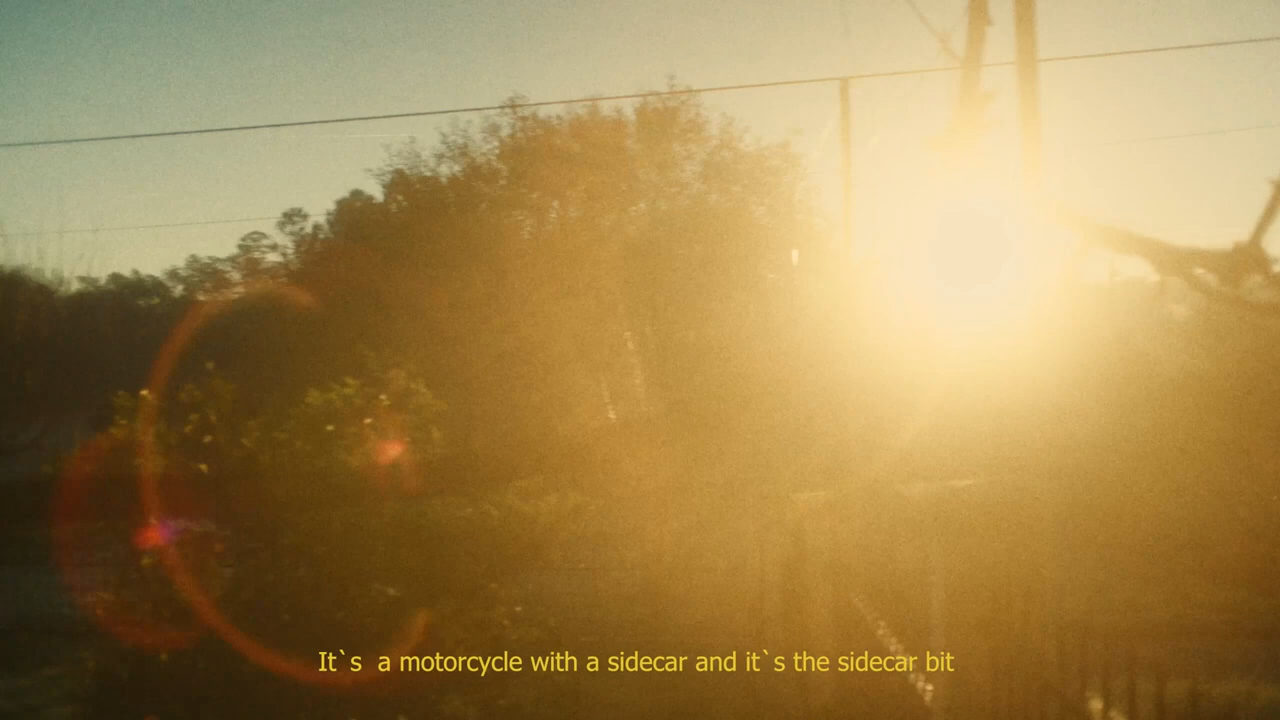 It`s  a motorcycle with a sidecar and it`s the sidecar bit